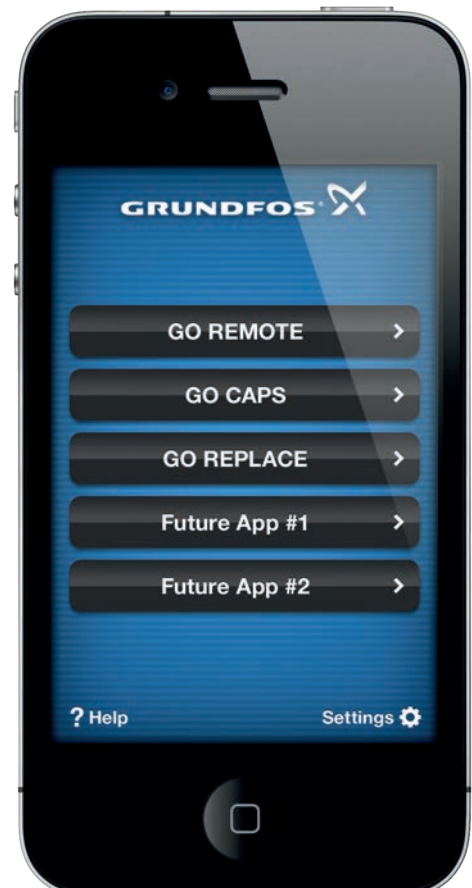 GRUNDFOS
GO REMOTE
GO CAPS
GO REPLACE
Future App #1
Future App #2
? Help
Settings